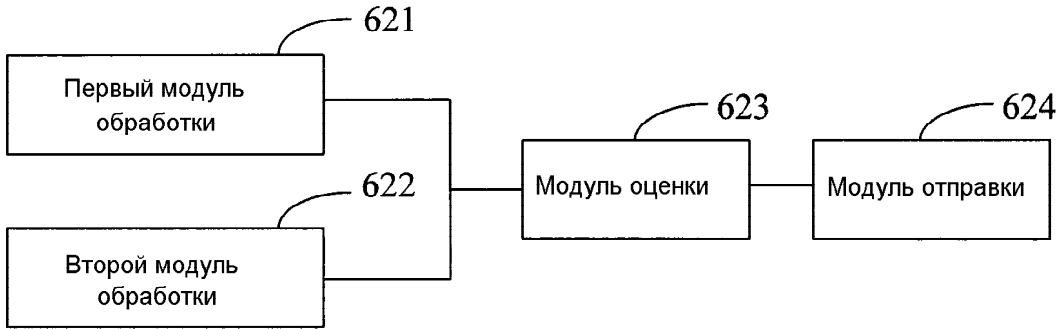 621
Первый модуль
обработки
622
Второй модуль
обработки
623
Модуль оценки
624
Модуль отправки